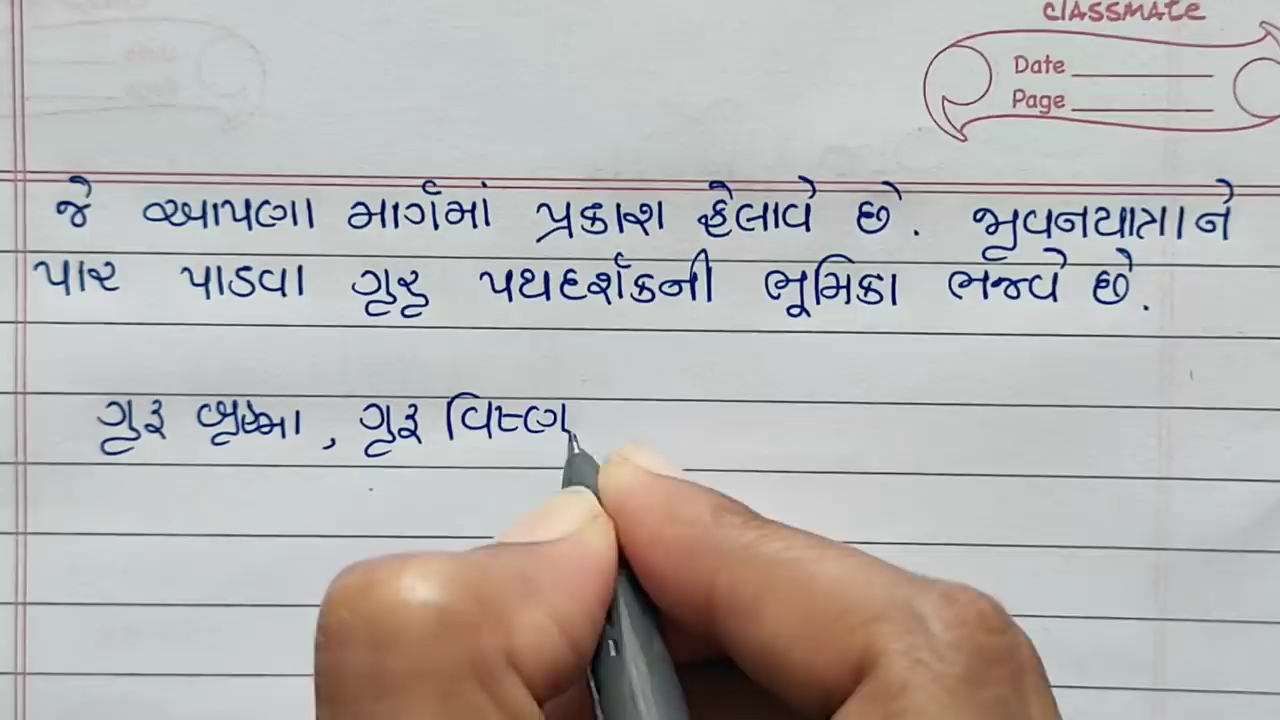 classmate
Date
Page
જે આપણા માર્ગમાં પ્રકાશ ફેલાવે છે. જીવનયાત્રાને
પાર પાડવા ગુરુ પથદર્શકની ભૂમિકા ભજવે છે.
ગુરૂ બ્રહ્મા, ગુરૂ વિષ્ણ